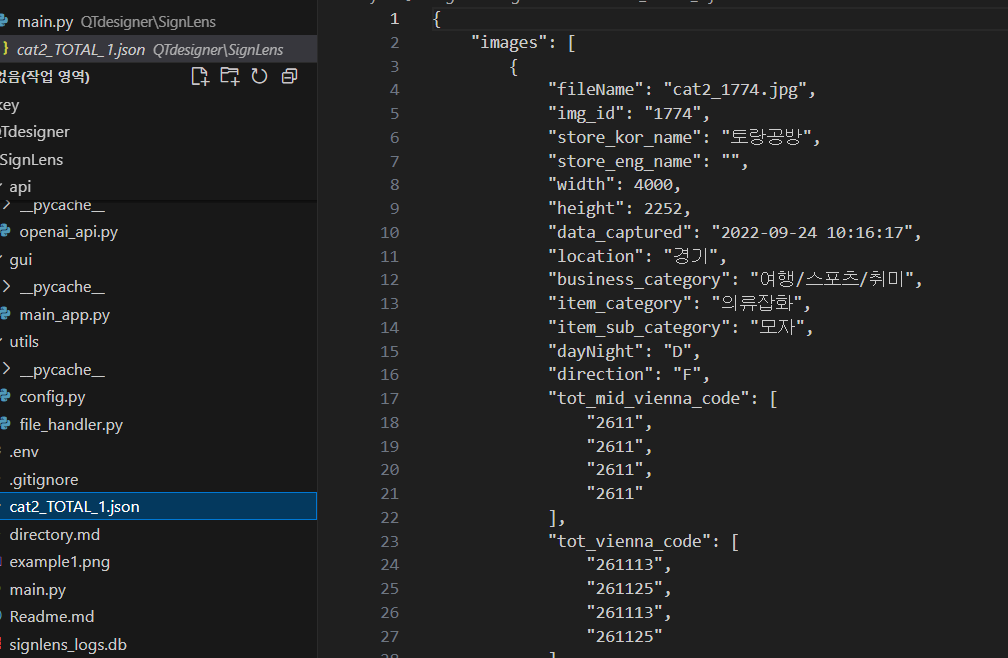 main.py QTdesigner\SignLens
cat2_TOTAL_1.json QTdesigner\SignLens
없음(작업 영역)
key
QTdesigner
SignLens
api
__pycache__
openai_api.py
gui
__pycache__
main_app.py
utils
__pycache__
config.py
file_handler.py
.env
.gitignore
cat2_TOTAL_1.json
directory.md
example1.png
main.py
Readme.md
signlens_logs.db
1 {
2 "images": [
3 {
4 "fileName": "cat2_1774.jpg",
5 "img_id": "1774",
6 "store_kor_name": "토랑공방",
7 "store_eng_name": "",
8 "width": 4000,
9 "height": 2252,
10 "data_captured": "2022-09-24 10:16:17",
11 "location": "경기",
12 "business_category": "여행/스포츠/취미",
13 "item_category": "의류잡화",
14 "item_sub_category": "모자",
15 "dayNight": "D",
16 "direction": "F",
17 "tot_mid_vienna_code": [
18 "2611",
19 "2611",
20 "2611",
21 "2611"
22 ],
23 "tot_vienna_code": [
24 "261113",
25 "261125",
26 "261113",
27 "261125"